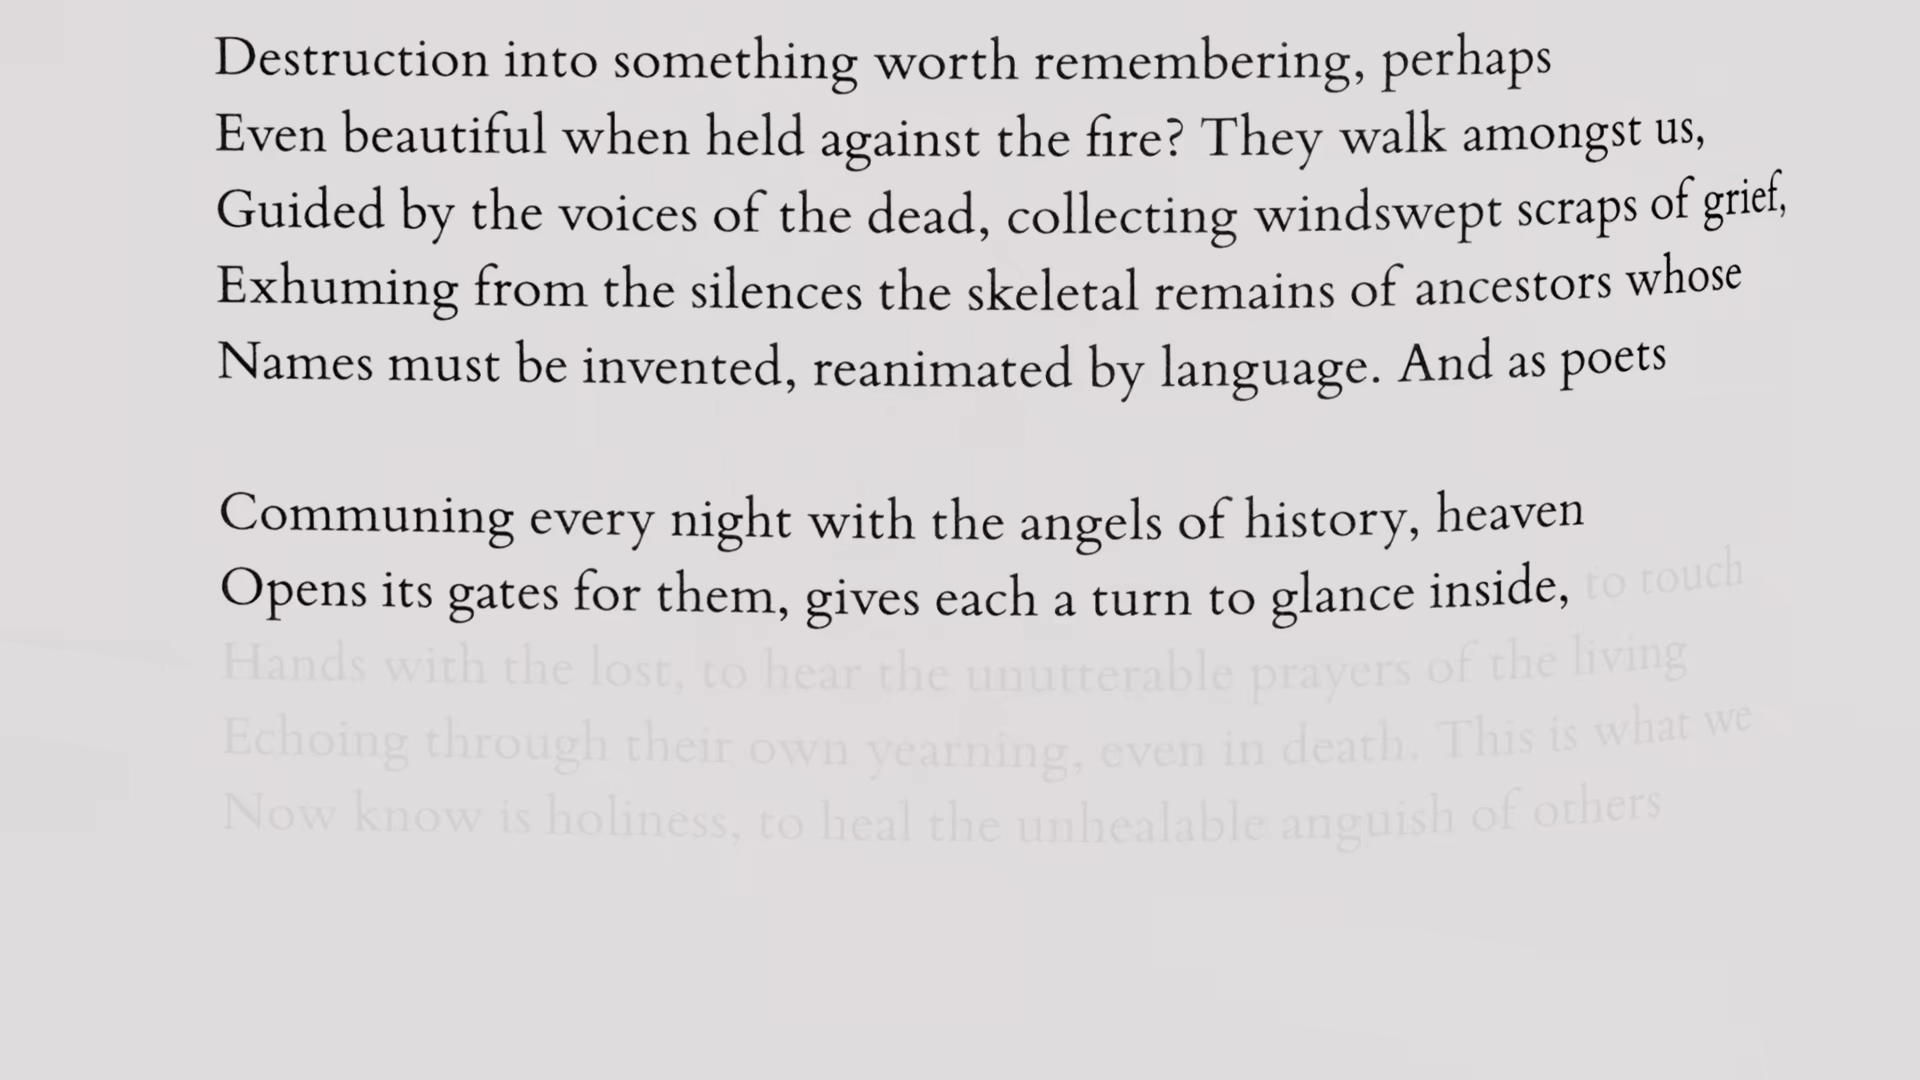 Destruction into something worth remembering, perhaps
Even beautiful when held against the fire? They walk amongst us,
Guided by the voices of the dead, collecting windswept scraps of grief,
Exhuming from the silences the skeletal remains of ancestors whose
Names must be invented, reanimated by language. And as poets
Communing every night with the angels of history, heaven
Opens its gates for them, gives each a turn to glance inside, to touch
Hands with the lost, to hear the unutterable prayers of the living
Echoing through their own yearning, even in death. This is what we
Now know is holiness, to heal the unhealable anguish of others